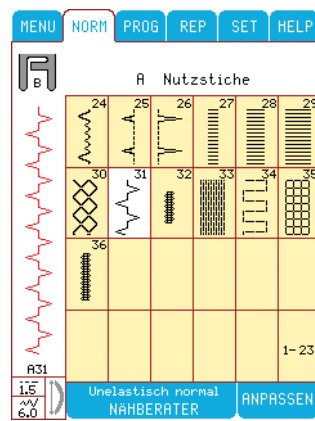 MENU NORM PROG REP SET HELP
B
A Nutzstiche
24 25 26 27 28 29
30 31 32 33 34 35
36
1-23
A31
1.5
6.0
Unelastisch normal
NÄHBERATER
ANPASSEN